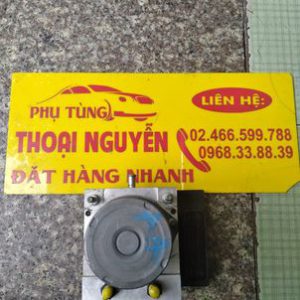 PHỤ TÙNG
THOẠI NGUYỄN
ĐẶT HÀNG NHANH
LIÊN HỆ:
02.466.599.788
0968.33.88.39